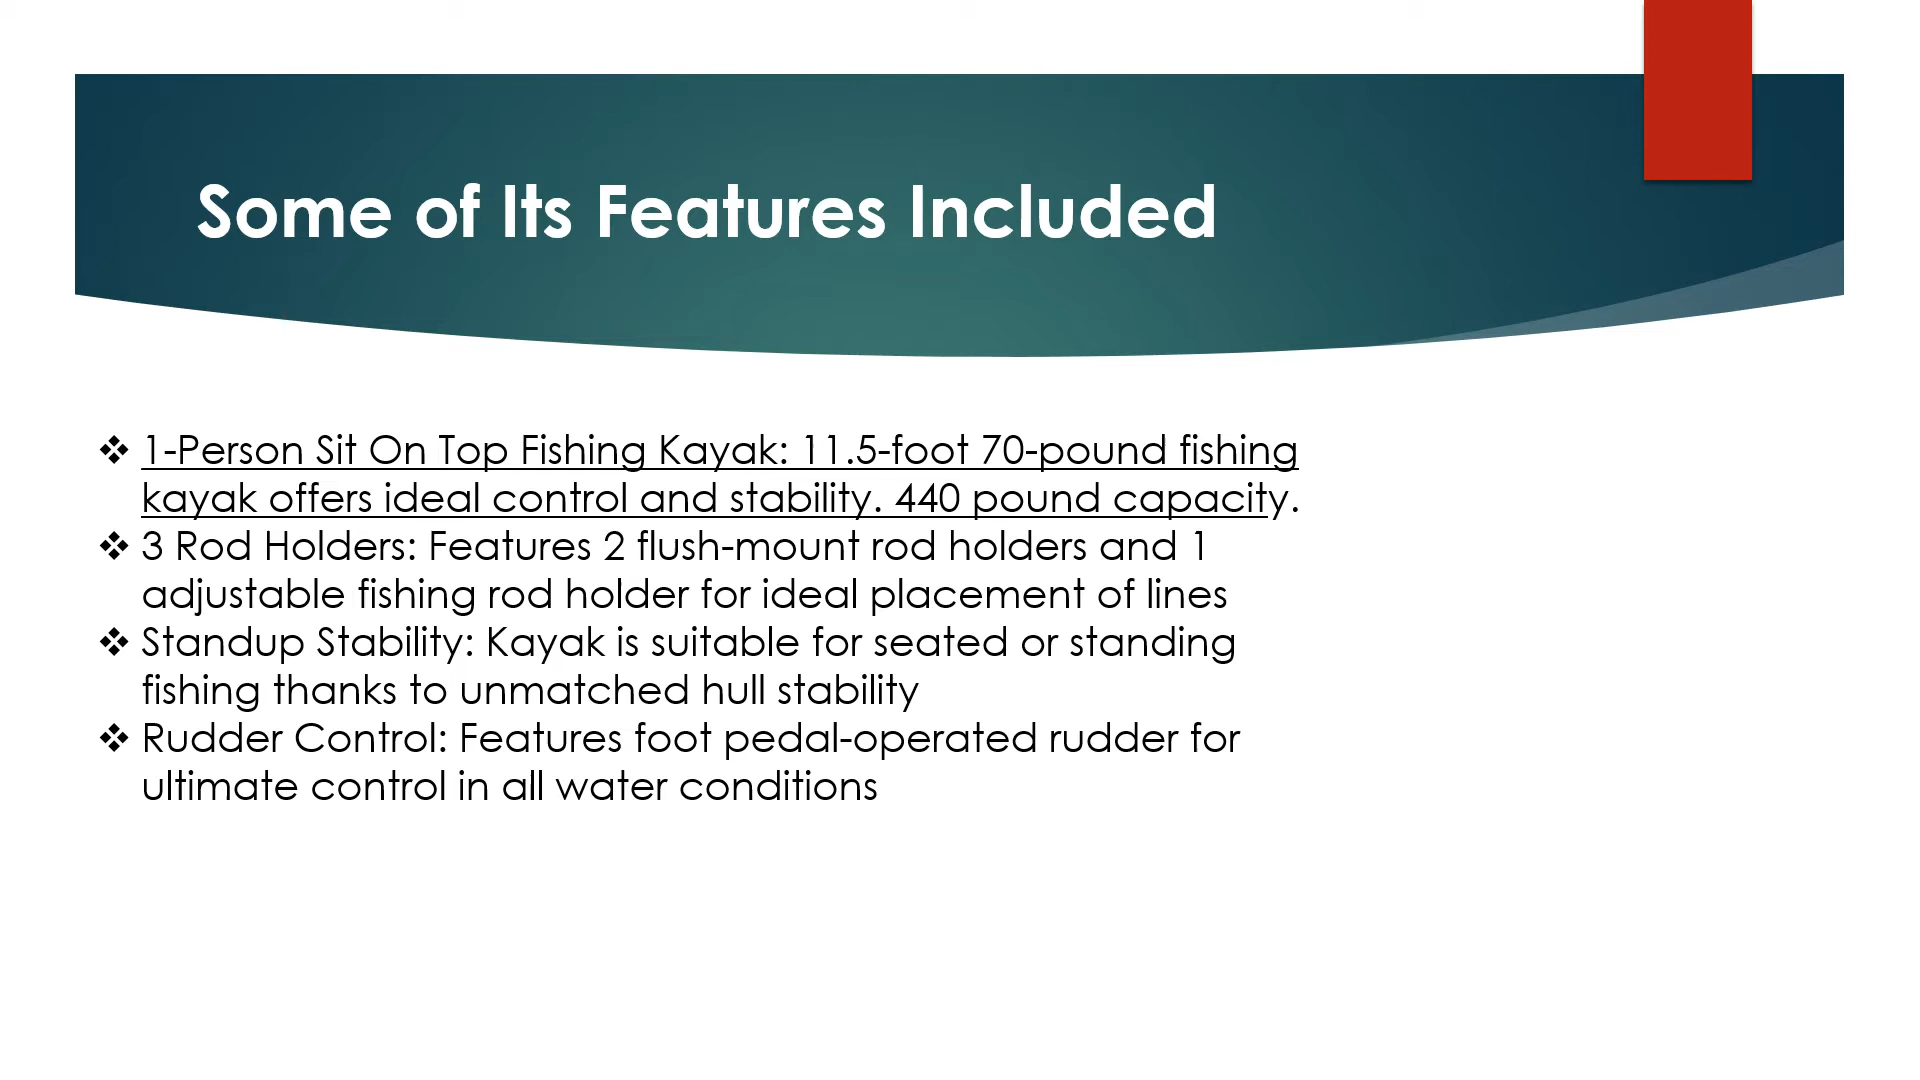 Some of Its Features Included
❖ 1-Person Sit On Top Fishing Kayak: 11.5-foot 70-pound fishing
kayak offers ideal control and stability. 440 pound capacity.
❖ 3 Rod Holders: Features 2 flush-mount rod holders and 1
adjustable fishing rod holder for ideal placement of lines
❖ Standup Stability: Kayak is suitable for seated or standing
fishing thanks to unmatched hull stability
❖ Rudder Control: Features foot pedal-operated rudder for
ultimate control in all water conditions